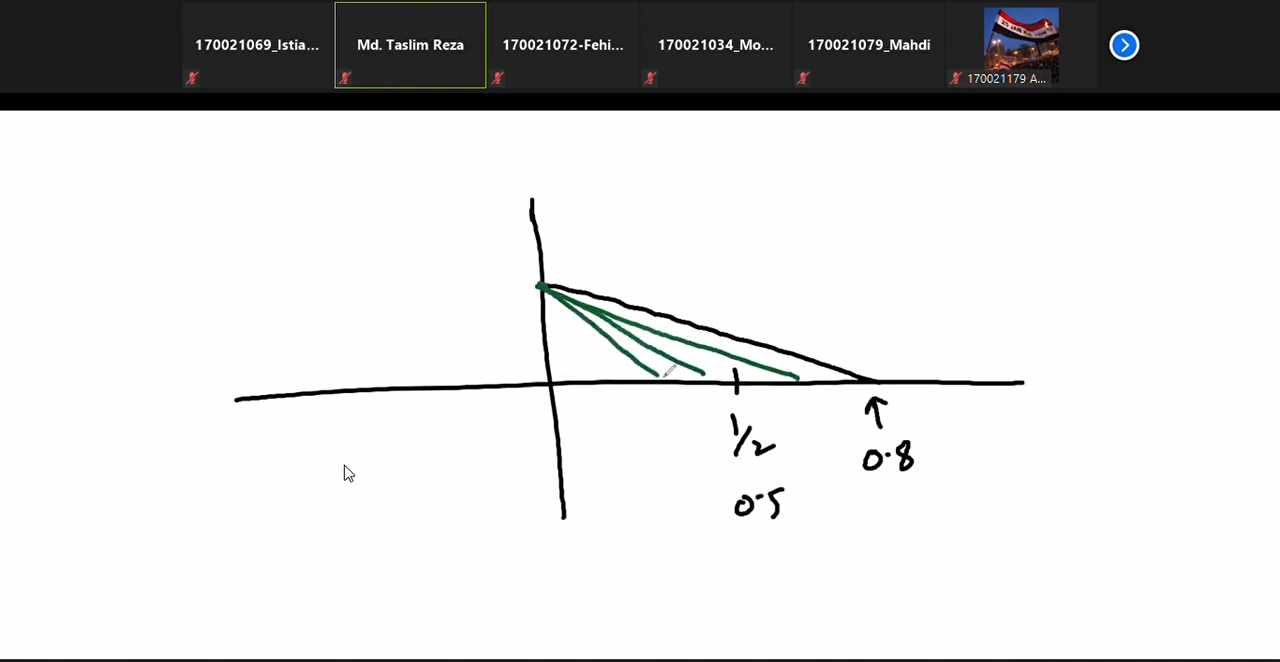 170021069_Istia...
Md. Taslim Reza
170021072-Fehi...
170021034_Mo...
170021079_Mahdi
170021179 A...
1/2
0.5
0.8